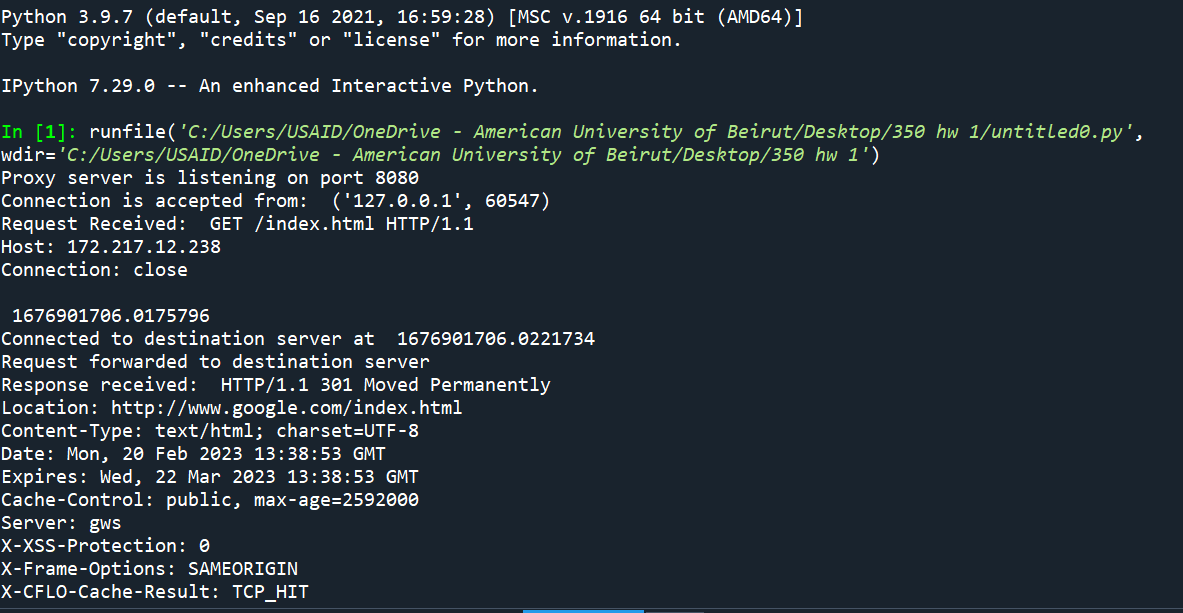 Python 3.9.7 (default, Sep 16 2021, 16:59:28) [MSC v.1916 64 bit (AMD64)]
Type "copyright", "credits" or "license" for more information.
IPython 7.29.0 -- An enhanced Interactive Python.
In [1]: runfile('C:/Users/USAID/OneDrive - American University of Beirut/Desktop/350 hw 1/untitled0.py',
wdir='C:/Users/USAID/OneDrive - American University of Beirut/Desktop/350 hw 1')
Proxy server is listening on port 8080
Connection is accepted from:  ('127.0.0.1', 60547)
Request Received:  GET /index.html HTTP/1.1
Host: 172.217.12.238
Connection: close
1676901706.0175796
Connected to destination server at  1676901706.0221734
Request forwarded to destination server
Response received:  HTTP/1.1 301 Moved Permanently
Location: http://www.google.com/index.html
Content-Type: text/html; charset=UTF-8
Date: Mon, 20 Feb 2023 13:38:53 GMT
Expires: Wed, 22 Mar 2023 13:38:53 GMT
Cache-Control: public, max-age=2592000
Server: gws
X-XSS-Protection: 0
X-Frame-Options: SAMEORIGIN
X-CFLO-Cache-Result: TCP_HIT